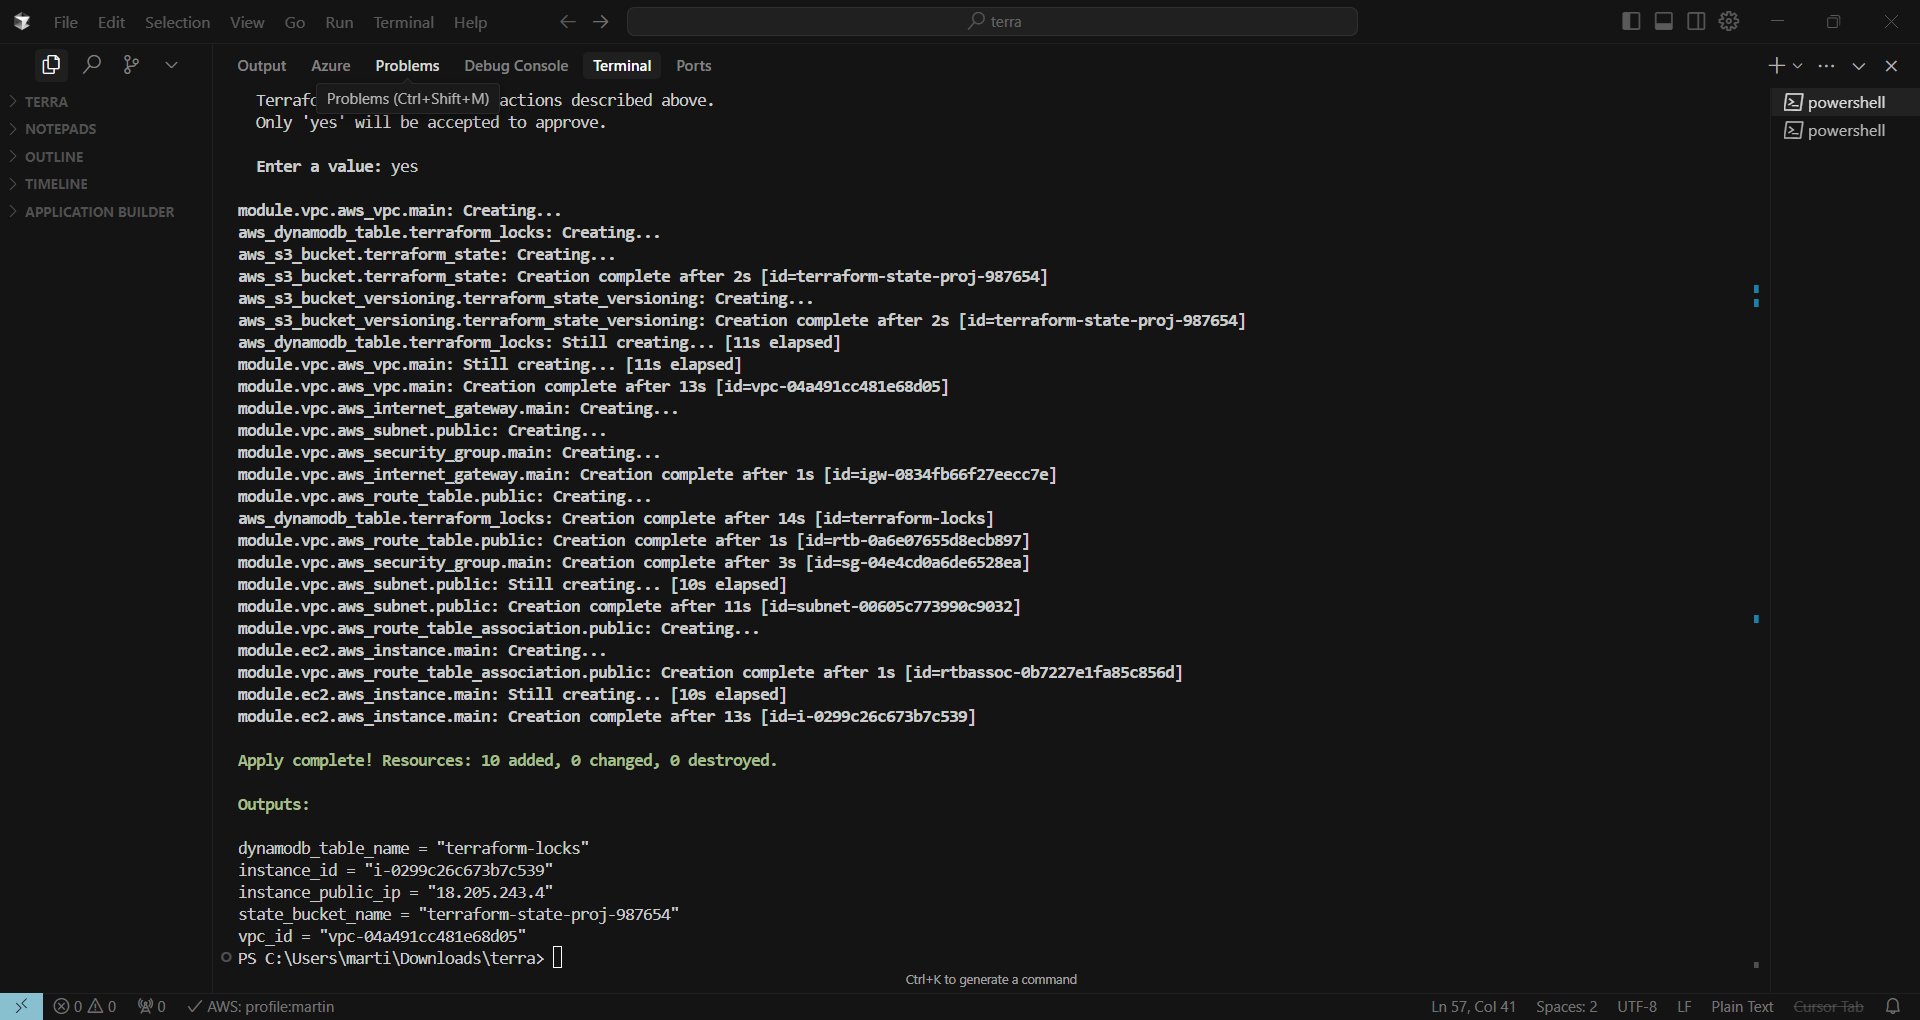 File Edit Selection View Go Run Terminal Help
terra
Output Azure Problems Debug Console Terminal Ports
TERRA
NOTEPADS
OUTLINE
TIMELINE
APPLICATION BUILDER
powershell
powershell
Problems (Ctrl+Shift+M)
actions described above.
Only 'yes' will be accepted to approve.
Enter a value: yes
module.vpc.aws_vpc.main: Creating...
aws_dynamodb_table.terraform_locks: Creating...
aws_s3_bucket.terraform_state: Creating...
aws_s3_bucket.terraform_state: Creation complete after 2s [id=terraform-state-proj-987654]
aws_s3_bucket_versioning.terraform_state_versioning: Creating...
aws_s3_bucket_versioning.terraform_state_versioning: Creation complete after 2s [id=terraform-state-proj-987654]
aws_dynamodb_table.terraform_locks: Still creating... [11s elapsed]
module.vpc.aws_vpc.main: Still creating... [11s elapsed]
module.vpc.aws_vpc.main: Creation complete after 13s [id=vpc-04a491cc481e68d05]
module.vpc.aws_internet_gateway.main: Creating...
module.vpc.aws_subnet.public: Creating...
module.vpc.aws_security_group.main: Creating...
module.vpc.aws_internet_gateway.main: Creation complete after 1s [id=igw-0834fb66f27eecc7e]
module.vpc.aws_route_table.public: Creating...
aws_dynamodb_table.terraform_locks: Creation complete after 14s [id=terraform-locks]
module.vpc.aws_route_table.public: Creation complete after 1s [id=rtb-0a6e07655d8ecb897]
module.vpc.aws_security_group.main: Creation complete after 3s [id=sg-04e4cd0a6de6528ea]
module.vpc.aws_subnet.public: Still creating... [10s elapsed]
module.vpc.aws_subnet.public: Creation complete after 11s [id=subnet-00605c773990c9032]
module.vpc.aws_route_table_association.public: Creating...
module.ec2.aws_instance.main: Creating...
module.vpc.aws_route_table_association.public: Creation complete after 1s [id=rtbassoc-0b7227e1fa85c856d]
module.ec2.aws_instance.main: Still creating... [10s elapsed]
module.ec2.aws_instance.main: Creation complete after 13s [id=i-0299c26c673b7c539]
Apply complete! Resources: 10 added, 0 changed, 0 destroyed.
Outputs:
dynamodb_table_name = "terraform-locks"
instance_id = "i-0299c26c673b7c539"
instance_public_ip = "18.205.243.4"
state_bucket_name = "terraform-state-proj-987654"
vpc_id = "vpc-04a491cc481e68d05"
PS C:\Users\marti\Downloads\terra>
Ctrl+K to generate a command
0 0 0 AWS: profile:martin Ln 57, Col 41 Spaces: 2 UTF-8 LF Plain Text Cursor Tab